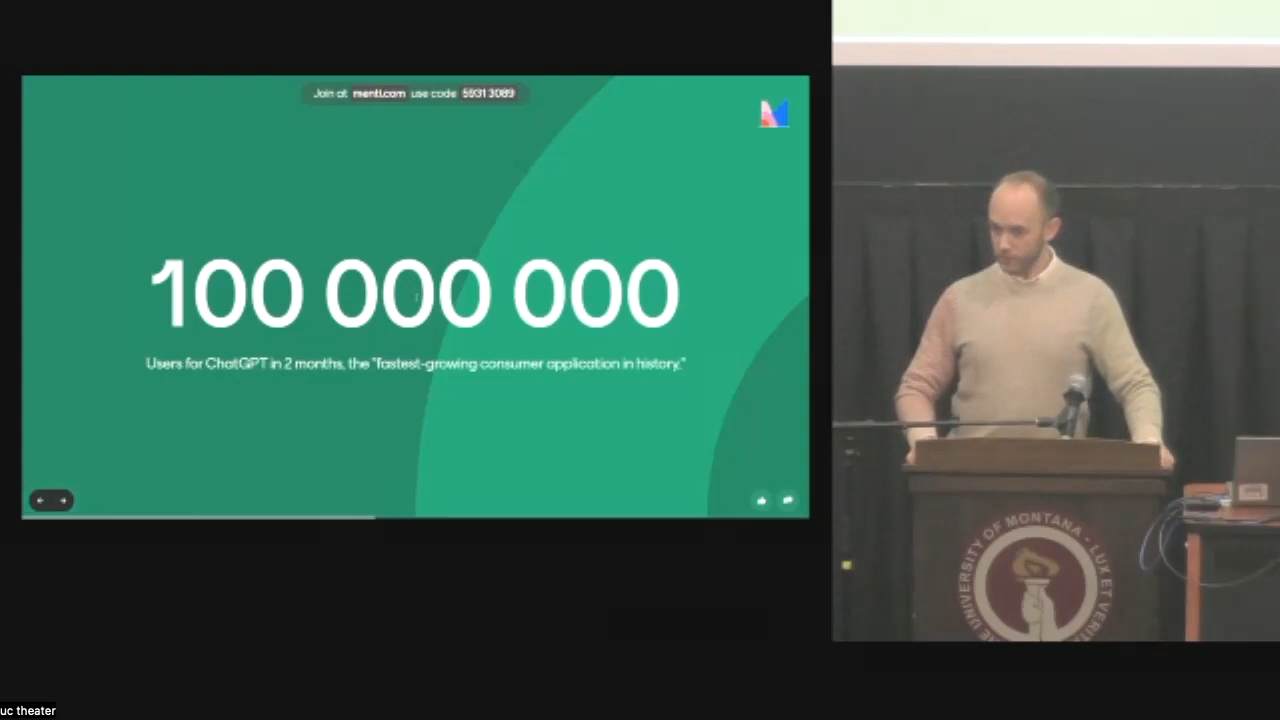 Join at menti.com use code 5931 3089
100 000 000
Users for ChatGPT in 2 months, the "fastest-growing consumer application in history."
THE UNIVERSITY OF MONTANA • LUX ET VERITAS
uc theater